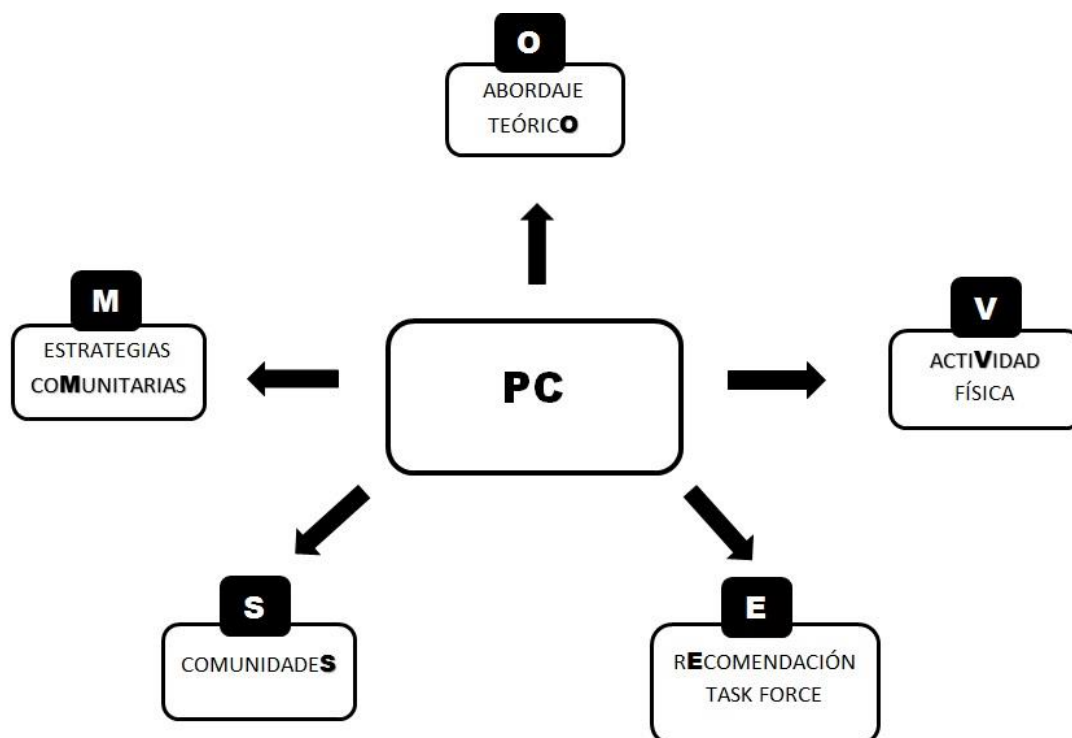 O
ABORDAJE
TEÓRICO
M
ESTRATEGIAS
COMUNITARIAS
V
ACTIVIDAD
FÍSICA
PC
S
COMUNIDADES
E
RECOMENDACIÓN
TASK FORCE